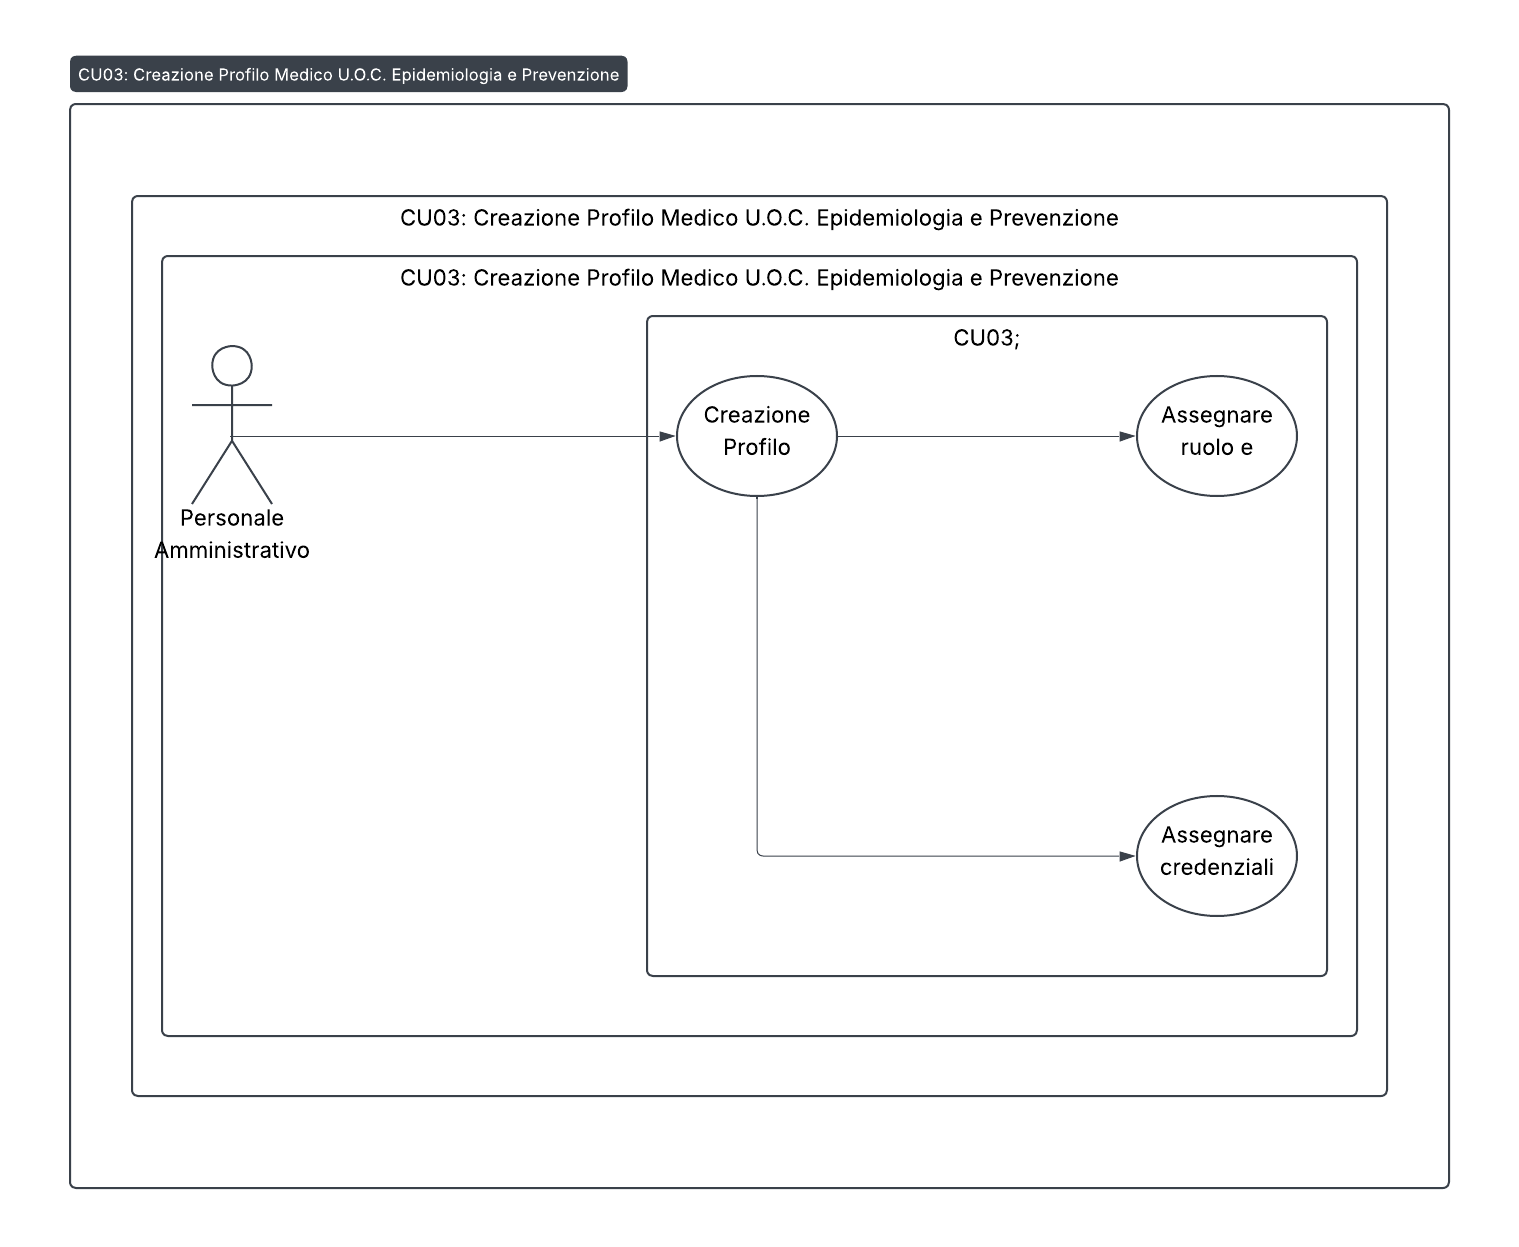 CU03: Creazione Profilo Medico U.O.C. Epidemiologia e Prevenzione
CU03: Creazione Profilo Medico U.O.C. Epidemiologia e Prevenzione
CU03: Creazione Profilo Medico U.O.C. Epidemiologia e Prevenzione
CU03;
Creazione
Profilo
Assegnare
ruolo e
Personale
Amministrativo
Assegnare
credenziali